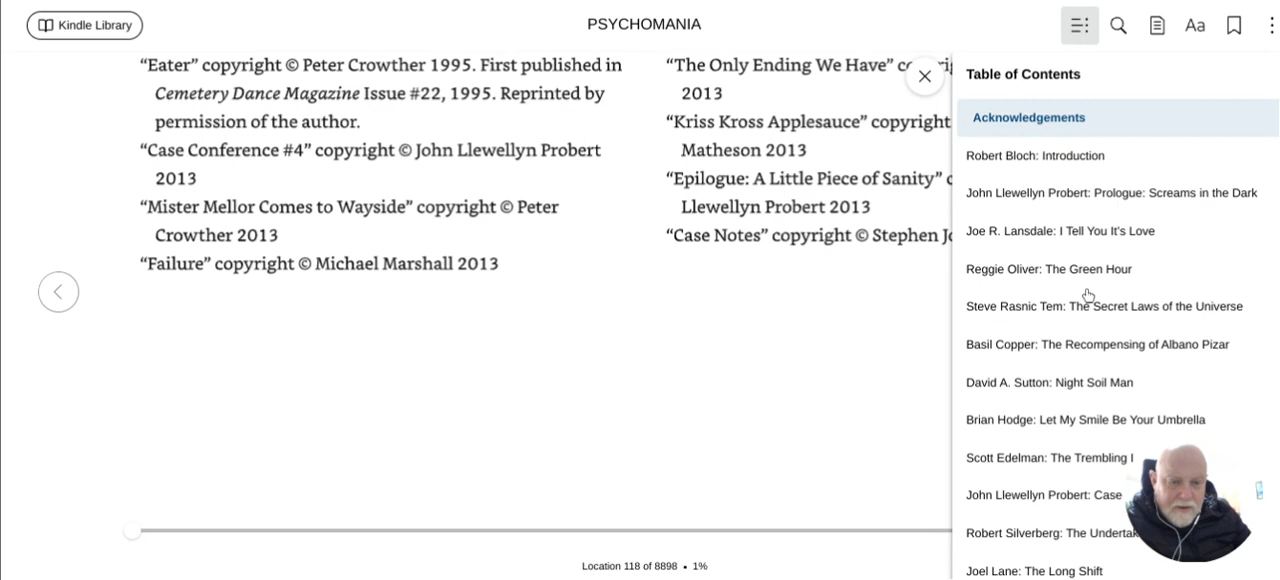 Kindle Library
PSYCHOMANIA
Aa
“Eater” copyright © Peter Crowther 1995. First published in
Cemetery Dance Magazine Issue #22, 1995. Reprinted by
permission of the author.
“Case Conference #4” copyright © John Llewellyn Probert
2013
“Mister Mellor Comes to Wayside” copyright © Peter
Crowther 2013
“Failure” copyright © Michael Marshall 2013
“The Only Ending We Have”
2013
“Kriss Kross Applesauce” copyright
Matheson 2013
“Epilogue: A Little Piece of Sanity”
Llewellyn Probert 2013
“Case Notes” copyright © Stephen
Location 118 of 8898 • 1%
Table of Contents
Acknowledgements
Robert Bloch: Introduction
John Llewellyn Probert: Prologue: Screams in the Dark
Joe R. Lansdale: I Tell You It's Love
Reggie Oliver: The Green Hour
Steve Rasnic Tem: The Secret Laws of the Universe
Basil Copper: The Recompensing of Albano Pizar
David A. Sutton: Night Soil Man
Brian Hodge: Let My Smile Be Your Umbrella
Scott Edelman: The Trembling
John Llewellyn Probert: Case
Robert Silverberg: The
Joel Lane: The Long Shift